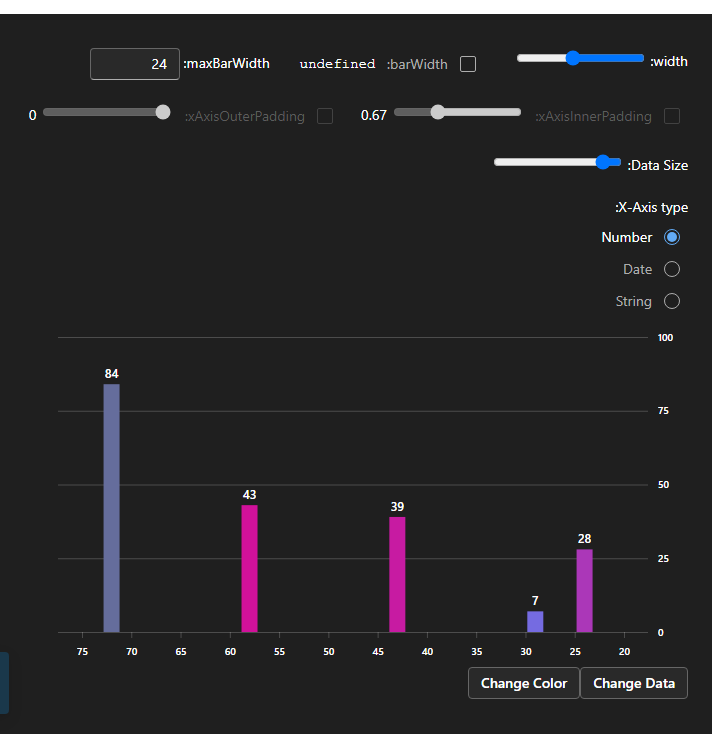 :width
:barWidth undefined
:maxBarWidth 24
:xAxisInnerPadding 0.67
:xAxisOuterPadding 0
:Data Size
:X-Axis type
Number
Date
String
100
84
75
50
43
39
28
25
7
0
75 70 65 60 55 50 45 40 35 30 25 20
Change Color Change Data